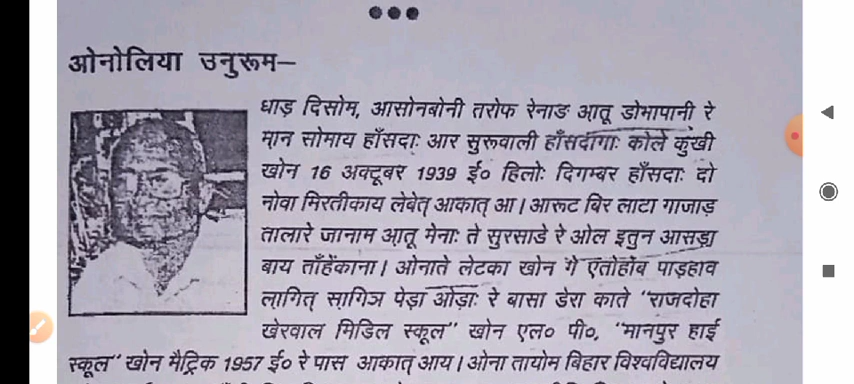 ओनोलिया उनुरूम–
धाड़ दिसोम, आसोनबोनी तरोफ रेनाङ आतू डोभापानी रे
मान सोमाय हाँसदाः आर सुरूवाली हाँसदागाः कोले कुंखी
खोन 16 अक्टूबर 1939 ई० हिलोः दिगम्बर हाँसदाः दो
नोवा मिरतीकाय लेबेत् आकात् आ। आरूट बिर लाटा गाजाड़
तालारे जानाम आतू मेनाः ते सुरसाडे रे ओल इतुन आसड़ा
बाय ताँहेंकाना। ओनाते लेटका खोन गे एतोहोब पाड़हाव
लागित् सागिञ पेड़ा ओड़ाः रे बासा डेरा काते "राजदोहा
खेरवाल मिडिल स्कूल" खोन एल० पी०, "मानपुर हाई
स्कूल" खोन मैट्रिक 1957 ई० रे पास आकात् आय। ओना तायोम बिहार विश्वविद्यालय